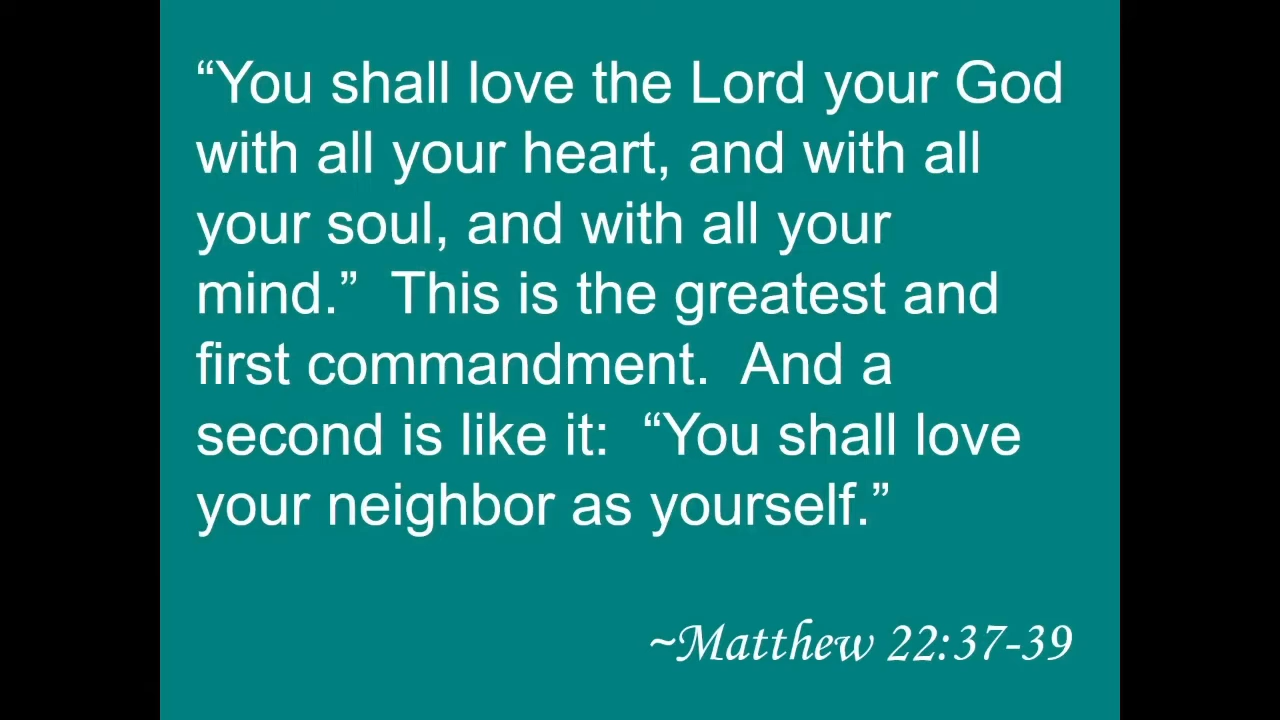 “You shall love the Lord your God
with all your heart, and with all
your soul, and with all your
mind.”  This is the greatest and
first commandment.  And a
second is like it:  “You shall love
your neighbor as yourself.”
~Matthew 22:37-39